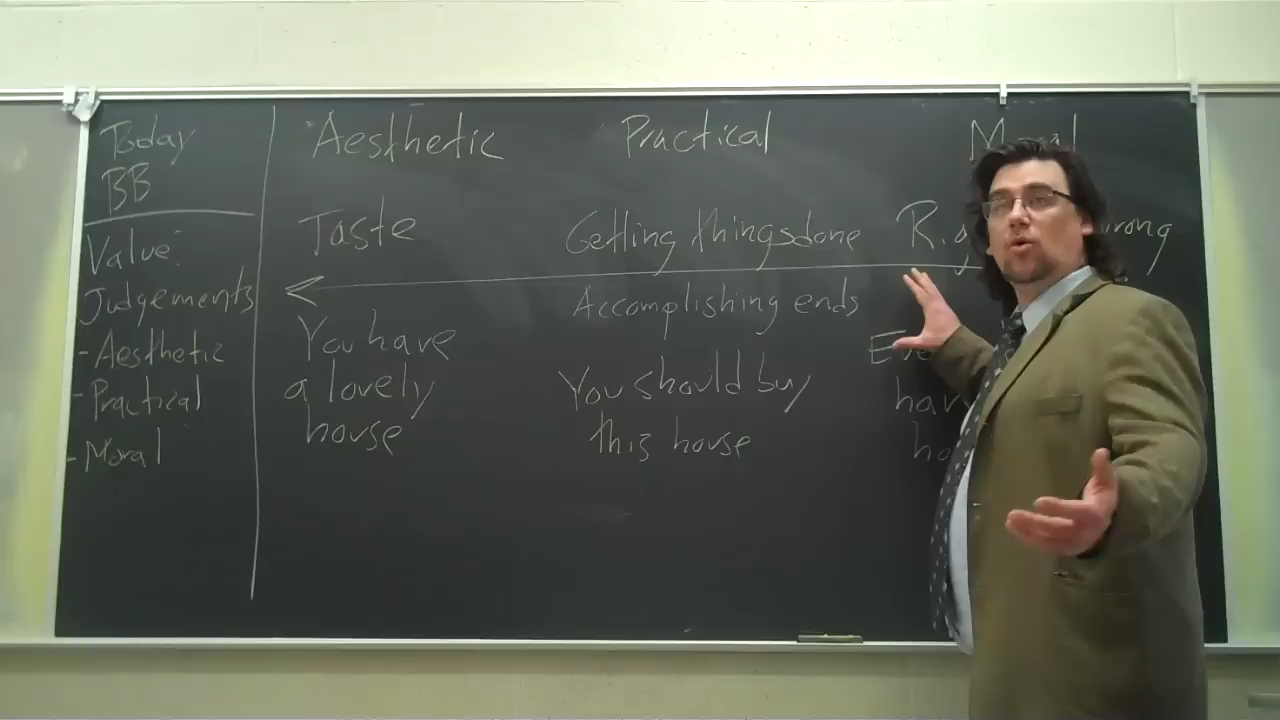 Today
BB
Value
Judgements
- Aesthetic
- Practical
- Moral
Aesthetic Practical
Taste Getting things done wrong
Accomplishing ends
You have
a lovely
house
You should buy
this house